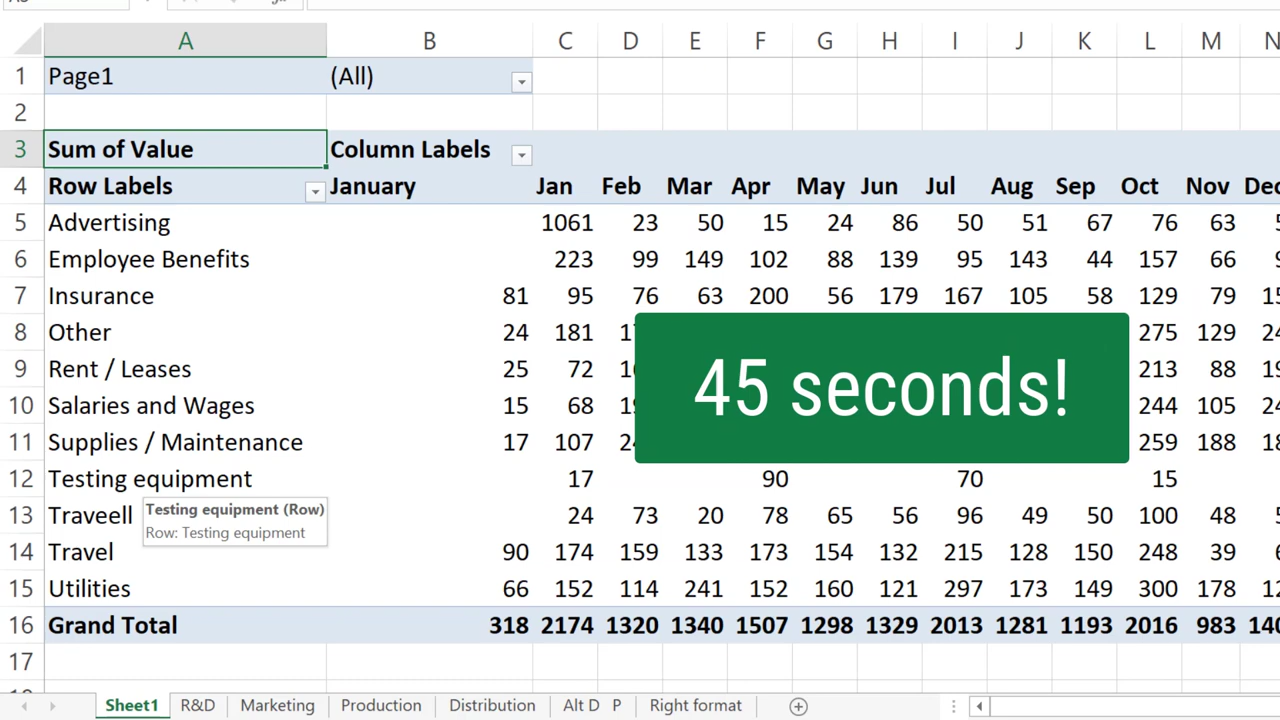 A B C D E F G H I J K L M N
1 Page1 (All)
2
3 Sum of Value Column Labels
4 Row Labels January Jan Feb Mar Apr May Jun Jul Aug Sep Oct Nov Dec
5 Advertising 1061 23 50 15 24 86 50 51 67 76 63
6 Employee Benefits 223 99 149 102 88 139 95 143 44 157 66
7 Insurance 81 95 76 63 200 56 179 167 105 58 129 79
8 Other 24 181 275 129
9 Rent / Leases 25 72 213 88
10 Salaries and Wages 15 68 244 105
11 Supplies / Maintenance 17 107 259 188
45 seconds!
12 Testing equipment 17 90 70 15
13 Traveell 24 73 20 78 65 56 96 49 50 100 48
Testing equipment (Row)
Row: Testing equipment
14 Travel 90 174 159 133 173 154 132 215 128 150 248 39
15 Utilities 66 152 114 241 152 160 121 297 173 149 300 178
16 Grand Total 318 2174 1320 1340 1507 1298 1329 2013 1281 1193 2016 983
17
Sheet1 R&D Marketing Production Distribution Alt D P Right format